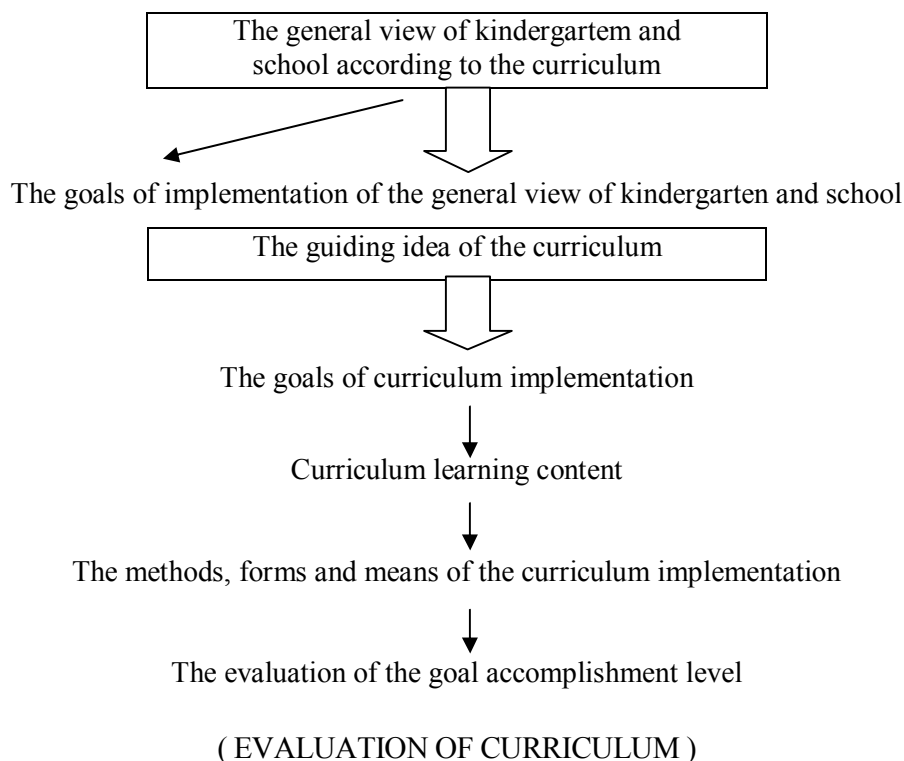 The general view of kindergartem and
school according to the curriculum
The goals of implementation of the general view of kindergarten and school
The guiding idea of the curriculum
The goals of curriculum implementation
Curriculum learning content
The methods, forms and means of the curriculum implementation
The evaluation of the goal accomplishment level
( EVALUATION OF CURRICULUM )